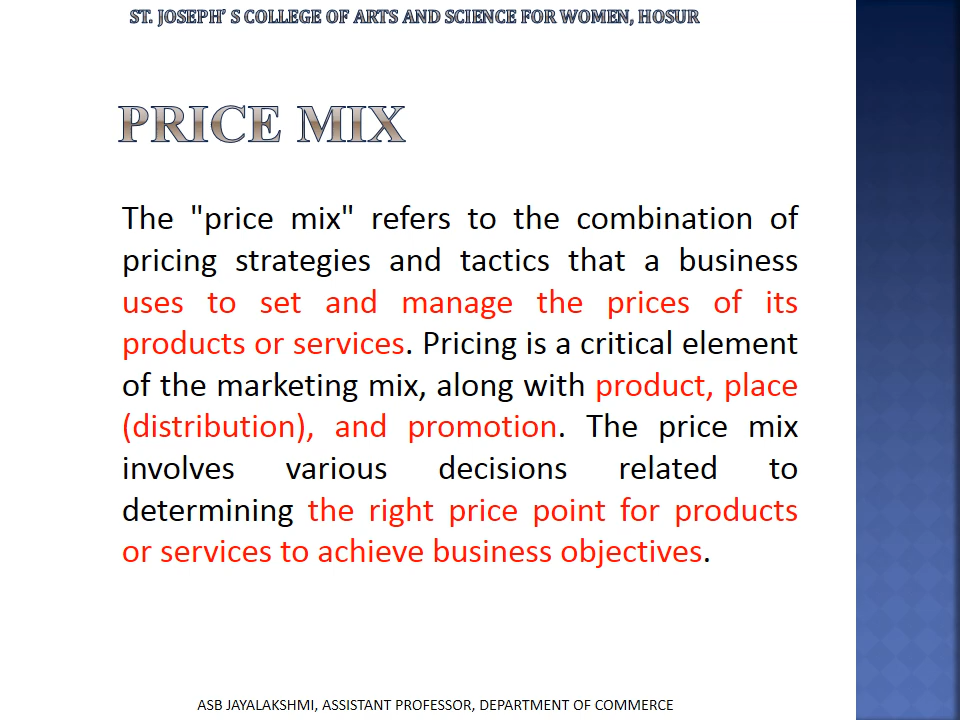 ST. JOSEPH’ S COLLEGE OF ARTS AND SCIENCE FOR WOMEN, HOSUR
PRICE MIX
The "price mix" refers to the combination of
pricing strategies and tactics that a business
uses to set and manage the prices of its
products or services. Pricing is a critical element
of the marketing mix, along with product, place
(distribution), and promotion. The price mix
involves various decisions related to
determining the right price point for products
or services to achieve business objectives.
ASB JAYALAKSHMI, ASSISTANT PROFESSOR, DEPARTMENT OF COMMERCE